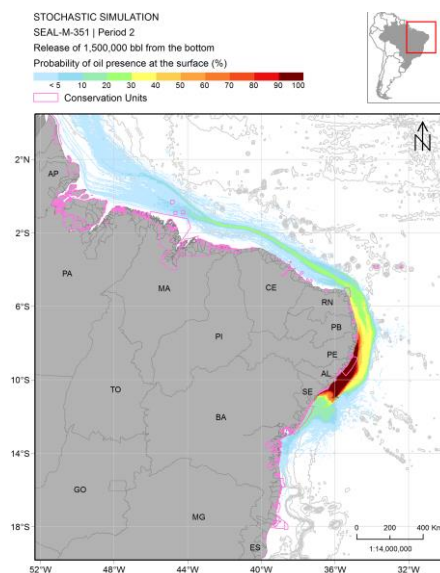 STOCHASTIC SIMULATION
SEAL-M-351 | Period 2
Release of 1,500,000 bbl from the bottom
Probability of oil presence at the surface (%)
< 5 10 20 30 40 50 60 70 80 90 100
Conservation Units
N
2°N
AP
2°S
PA
MA
CE
RN
6°S
PB
PI
PE
AL
10°S
TO
SE
BA
14°S
GO
MG
18°S
ES
0 200 400 Km
1:14,000,000
52°W 48°W 44°W 40°W 36°W 32°W